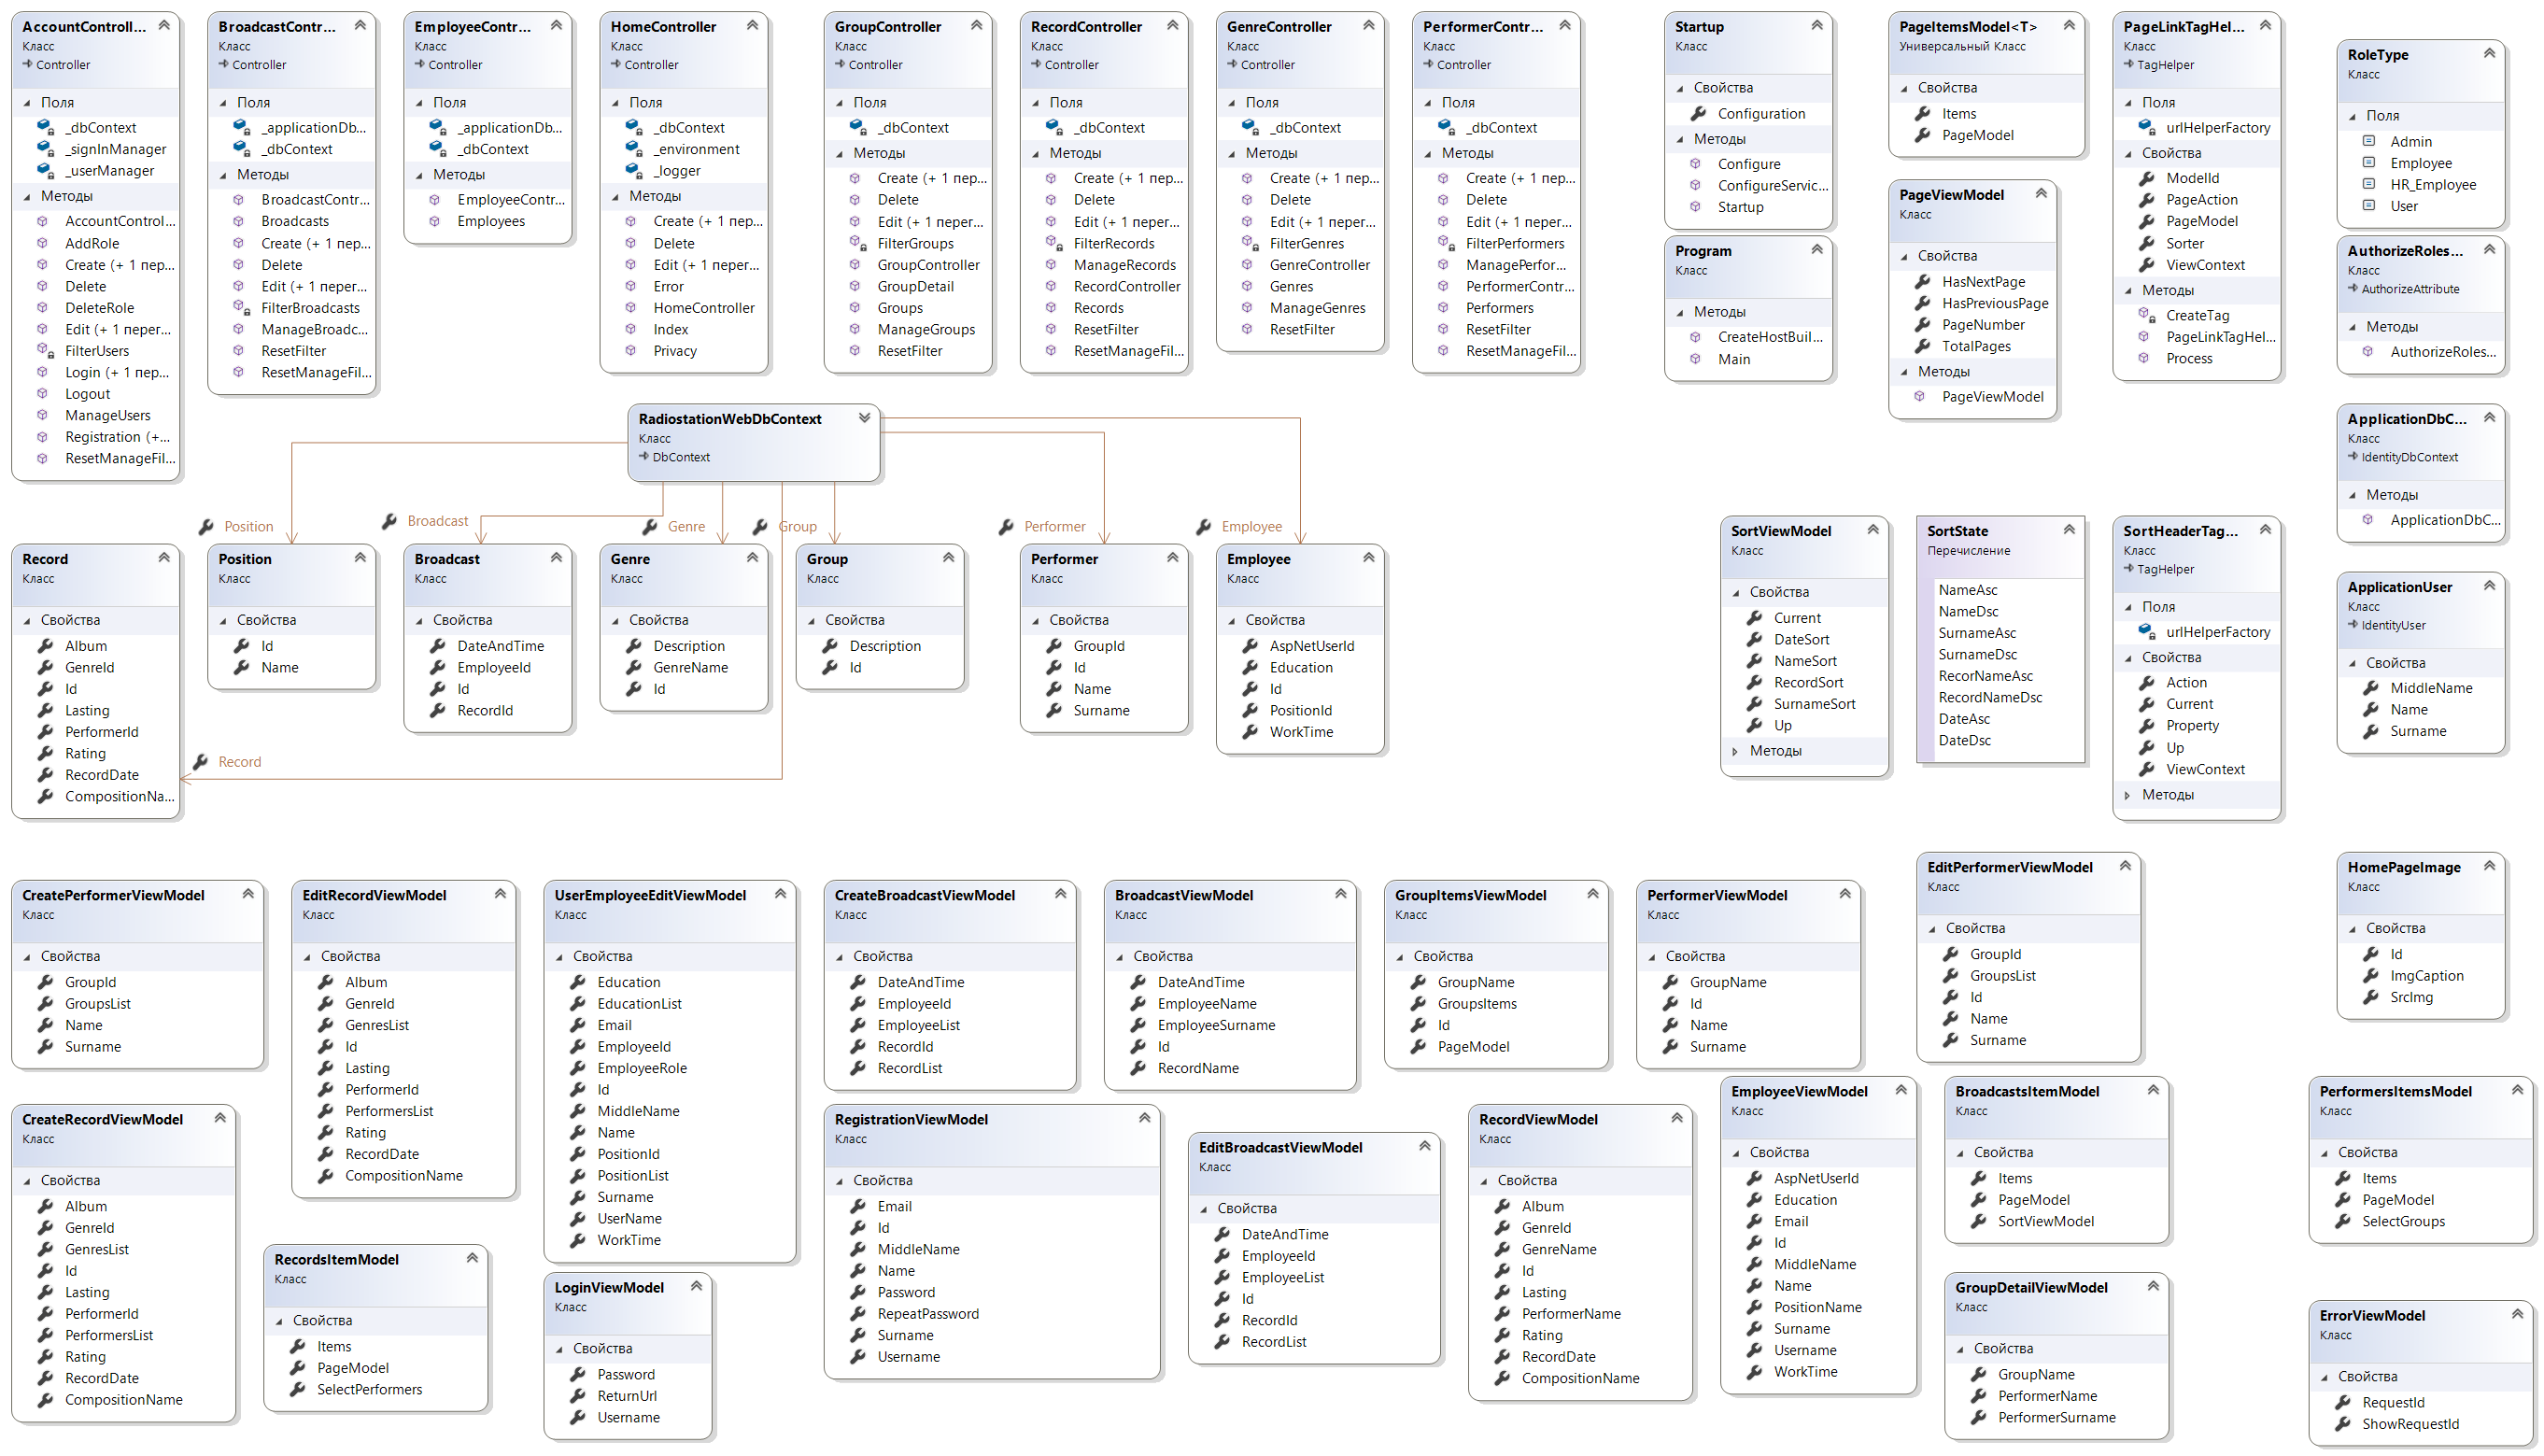 AccountControll...
Класс
Controller
Поля
_dbContext
_signInManager
_userManager
Методы
AccountControl...
AddRole
Create (+ 1 пер...
Delete
DeleteRole
Edit (+ 1 перег...
FilterUsers
Login (+ 1 пер...
Logout
ManageUsers
Registration (+...
ResetManageFil...
BroadcastContr...
Класс
Controller
Поля
_applicationDb...
_dbContext
Методы
BroadcastContr...
Broadcasts
Create (+ 1 пер...
Delete
Edit (+ 1 перег...
FilterBroadcasts
ManageBroadc...
ResetFilter
ResetManageFil...
EmployeeContr...
Класс
Controller
Поля
_applicationDb...
_dbContext
Методы
EmployeeContr...
Employees
HomeController
Класс
Controller
Поля
_dbContext
_environment
_logger
Методы
Create (+ 1 пер...
Delete
Edit (+ 1 перег...
Error
HomeController
Index
Privacy
GroupController
Класс
Controller
Поля
_dbContext
Методы
Create (+ 1 пер...
Delete
Edit (+ 1 перег...
FilterGroups
GroupController
GroupDetail
Groups
ManageGroups
ResetFilter
RecordController
Класс
Controller
Поля
_dbContext
Методы
Create (+ 1 пер...
Delete
Edit (+ 1 перег...
FilterRecords
ManageRecords
RecordController
Records
ResetFilter
ResetManageFil...
GenreController
Класс
Controller
Поля
_dbContext
Методы
Create (+ 1 пер...
Delete
Edit (+ 1 перег...
FilterGenres
GenreController
Genres
ManageGenres
ResetFilter
PerformerContr...
Класс
Controller
Поля
_dbContext
Методы
Create (+ 1 пер...
Delete
Edit (+ 1 перег...
FilterPerformers
ManagePerfor...
PerformerContr...
Performers
ResetFilter
ResetManageFil...
Startup
Класс
Свойства
Configuration
Методы
Configure
ConfigureServic...
Startup
Program
Класс
Методы
CreateHostBuil...
Main
PageItemsModel<T>
Универсальный Класс
Свойства
Items
PageModel
PageViewModel
Класс
Свойства
HasNextPage
HasPreviousPage
PageNumber
TotalPages
Методы
PageViewModel
PageLinkTagHel...
Класс
TagHelper
Поля
urlHelperFactory
Свойства
ModelId
PageAction
PageModel
Sorter
ViewContext
Методы
CreateTag
PageLinkTagHel...
Process
RoleType
Класс
Поля
Admin
Employee
HR_Employee
User
AuthorizeRoles...
Класс
AuthorizeAttribute
Методы
AuthorizeRoles...
ApplicationDbC...
Класс
IdentityDbContext
Методы
ApplicationDbC...
ApplicationUser
Класс
IdentityUser
Свойства
MiddleName
Name
Surname
RadiostationWebDbContext
Класс
DbContext
Position
Broadcast
Genre
Group
Performer
Employee
Record
Record
Класс
Свойства
Album
GenreId
Id
Lasting
PerformerId
Rating
RecordDate
CompositionNa...
Position
Класс
Свойства
Id
Name
Broadcast
Класс
Свойства
DateAndTime
EmployeeId
Id
RecordId
Genre
Класс
Свойства
Description
GenreName
Id
Group
Класс
Свойства
Description
Id
Performer
Класс
Свойства
GroupId
Id
Name
Surname
Employee
Класс
Свойства
AspNetUserId
Education
Id
PositionId
WorkTime
SortViewModel
Класс
Свойства
Current
DateSort
NameSort
RecordSort
SurnameSort
Up
Методы
SortState
Перечисление
NameAsc
NameDsc
SurnameAsc
SurnameDsc
RecorNameAsc
RecordNameDsc
DateAsc
DateDsc
SortHeaderTag...
Класс
TagHelper
Поля
urlHelperFactory
Свойства
Action
Current
Property
Up
ViewContext
Методы
CreatePerformerViewModel
Класс
Свойства
GroupId
GroupsList
Name
Surname
EditRecordViewModel
Класс
Свойства
Album
GenreId
GenresList
Id
Lasting
PerformerId
PerformersList
Rating
RecordDate
CompositionName
UserEmployeeEditViewModel
Класс
Свойства
Education
EducationList
Email
EmployeeId
EmployeeRole
Id
MiddleName
Name
PositionId
PositionList
Surname
UserName
WorkTime
CreateBroadcastViewModel
Класс
Свойства
DateAndTime
EmployeeId
EmployeeList
RecordId
RecordList
BroadcastViewModel
Класс
Свойства
DateAndTime
EmployeeName
EmployeeSurname
Id
RecordName
GroupItemsViewModel
Класс
Свойства
GroupName
GroupsItems
Id
PageModel
PerformerViewModel
Класс
Свойства
GroupName
Id
Name
Surname
EditPerformerViewModel
Класс
Свойства
GroupId
GroupsList
Id
Name
Surname
HomePageImage
Класс
Свойства
Id
ImgCaption
SrcImg
CreateRecordViewModel
Класс
Свойства
Album
GenreId
GenresList
Id
Lasting
PerformerId
PerformersList
Rating
RecordDate
CompositionName
RecordsItemModel
Класс
Свойства
Items
PageModel
SelectPerformers
LoginViewModel
Класс
Свойства
Password
ReturnUrl
Username
RegistrationViewModel
Класс
Свойства
Email
Id
MiddleName
Name
Password
RepeatPassword
Surname
Username
EditBroadcastViewModel
Класс
Свойства
DateAndTime
EmployeeId
EmployeeList
Id
RecordId
RecordList
RecordViewModel
Класс
Свойства
Album
GenreId
GenreName
Id
Lasting
PerformerName
Rating
RecordDate
CompositionName
EmployeeViewModel
Класс
Свойства
AspNetUserId
Education
Email
Id
MiddleName
Name
PositionName
Surname
Username
WorkTime
BroadcastsItemModel
Класс
Свойства
Items
PageModel
SortViewModel
GroupDetailViewModel
Класс
Свойства
GroupName
PerformerName
PerformerSurname
PerformersItemsModel
Класс
Свойства
Items
PageModel
SelectGroups
ErrorViewModel
Класс
Свойства
RequestId
ShowRequestId